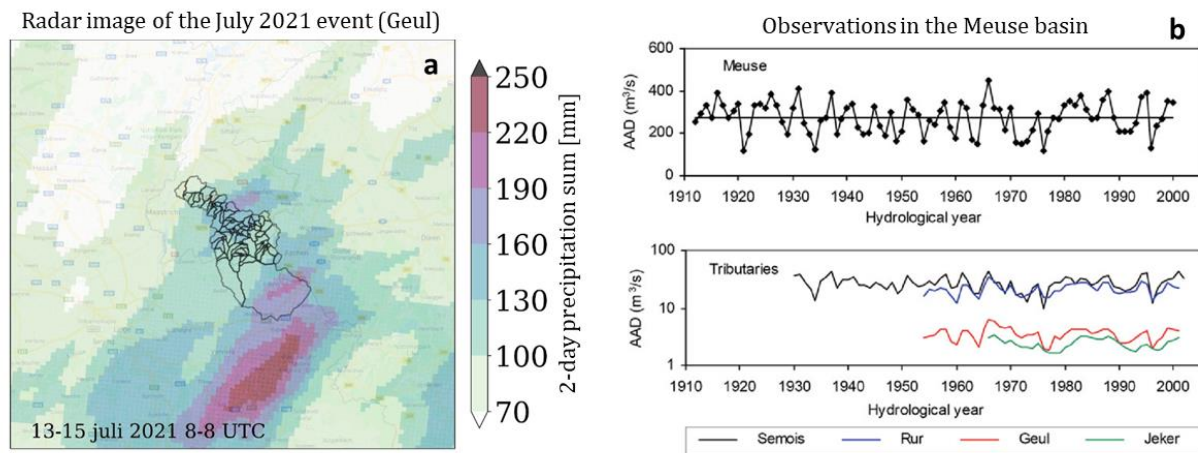 Radar image of the July 2021 event (Geul)
a
250
220
190
160
130
100
70
2-day precipitation sum [mm]
13-15 juli 2021 8-8 UTC
Observations in the Meuse basin
b
600
400
200
0
AAD (m³/s)
Meuse
1910 1920 1930 1940 1950 1960 1970 1980 1990 2000
Hydrological year
100
10
1
AAD (m³/s)
Tributaries
1910 1920 1930 1940 1950 1960 1970 1980 1990 2000
Hydrological year
Semois Rur Geul Jeker